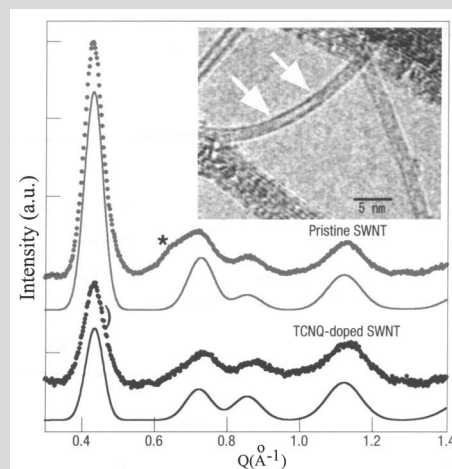 Intensity (a.u.)
*
5 nm
Pristine SWNT
TCNQ-doped SWNT
0.4 0.6 0.8 1.0 1.2 1.4
Q(Å-1)